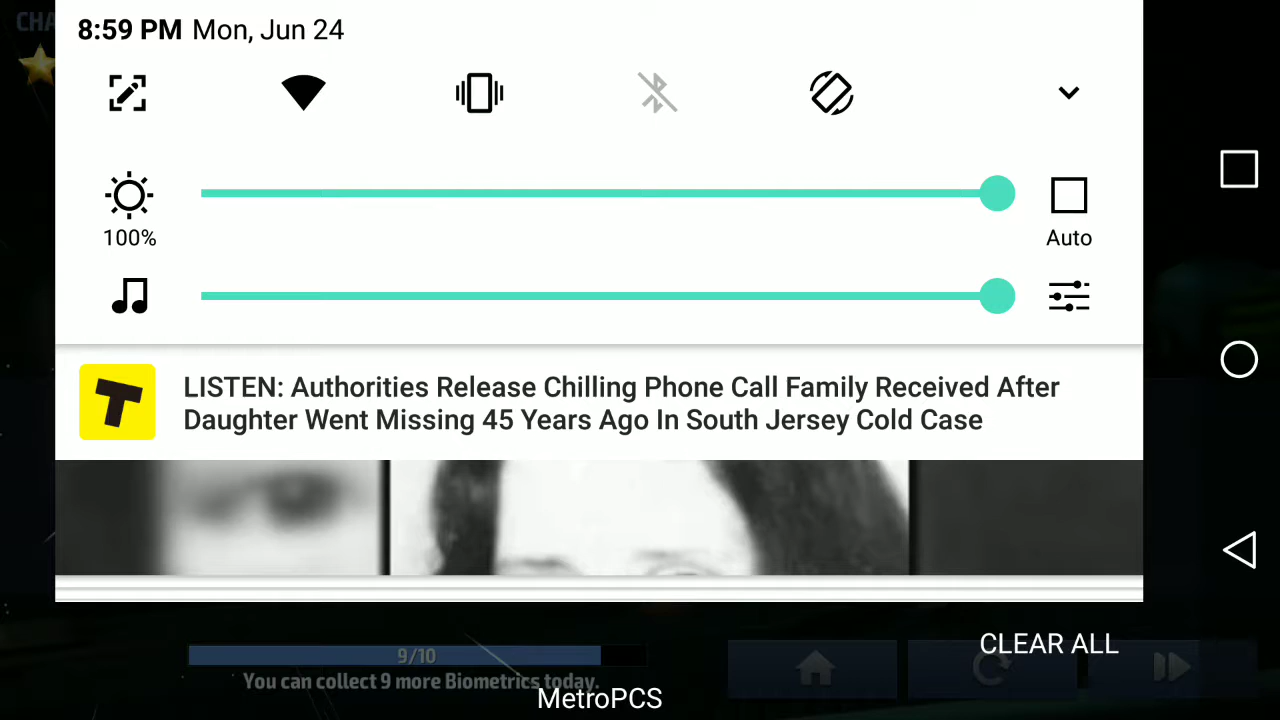 CHA
8:59 PM Mon, Jun 24
100%
Auto
T
LISTEN: Authorities Release Chilling Phone Call Family Received After
Daughter Went Missing 45 Years Ago In South Jersey Cold Case
CLEAR ALL
9/10
You can collect 9 more Biometrics today.
MetroPCS